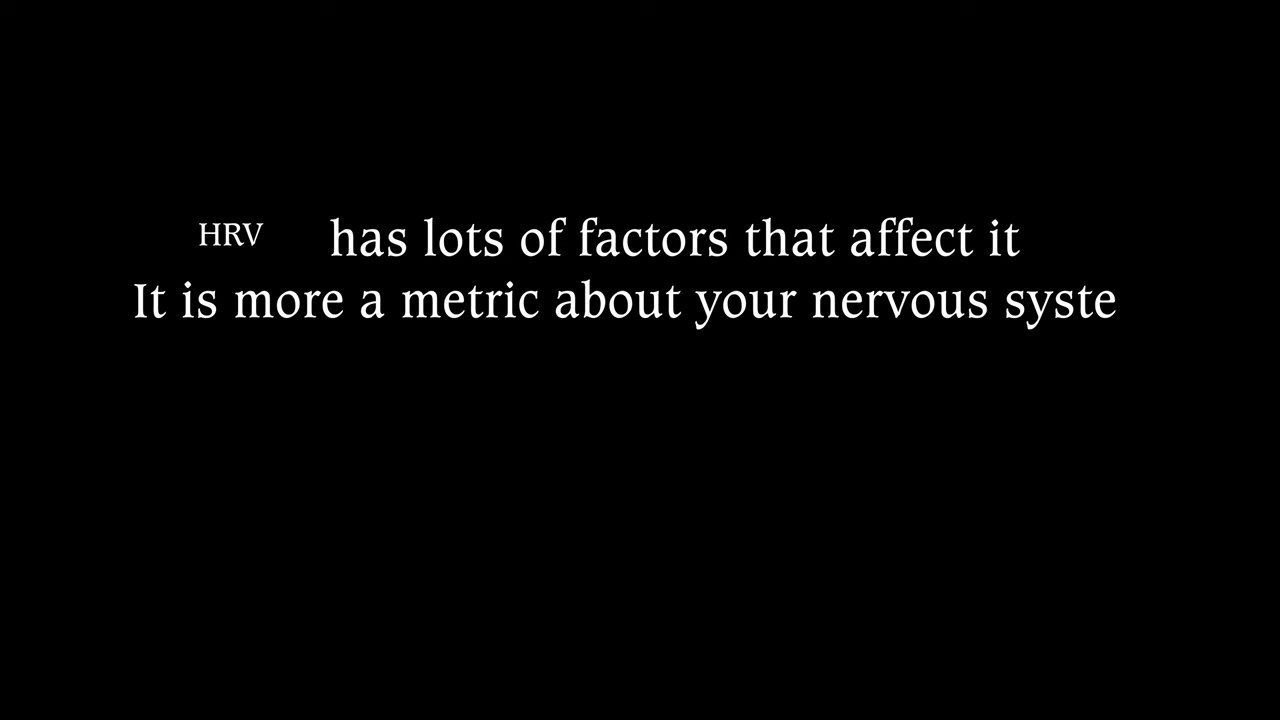 HRV has lots of factors that affect it
It is more a metric about your nervous syste